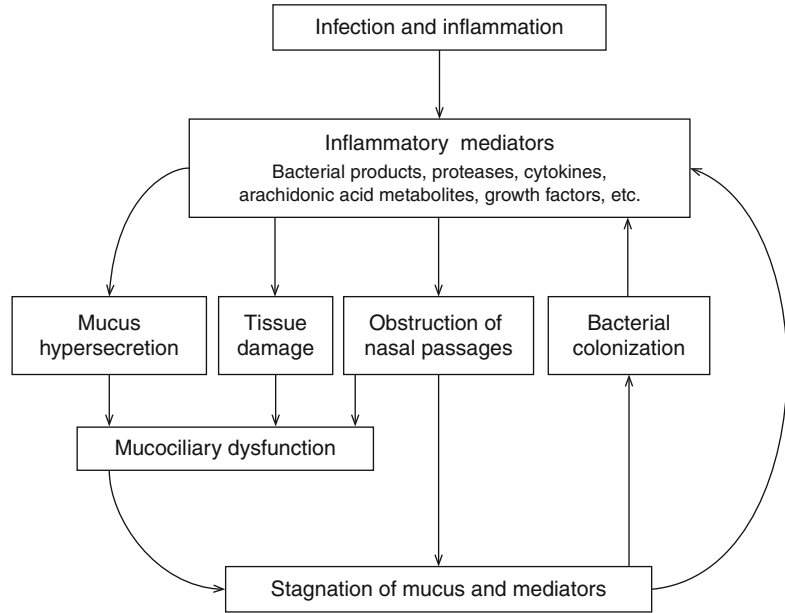 Infection and inflammation
Inflammatory mediators
Bacterial products, proteases, cytokines,
arachidonic acid metabolites, growth factors, etc.
Mucus
hypersecretion
Tissue
damage
Obstruction of
nasal passages
Bacterial
colonization
Mucociliary dysfunction
Stagnation of mucus and mediators